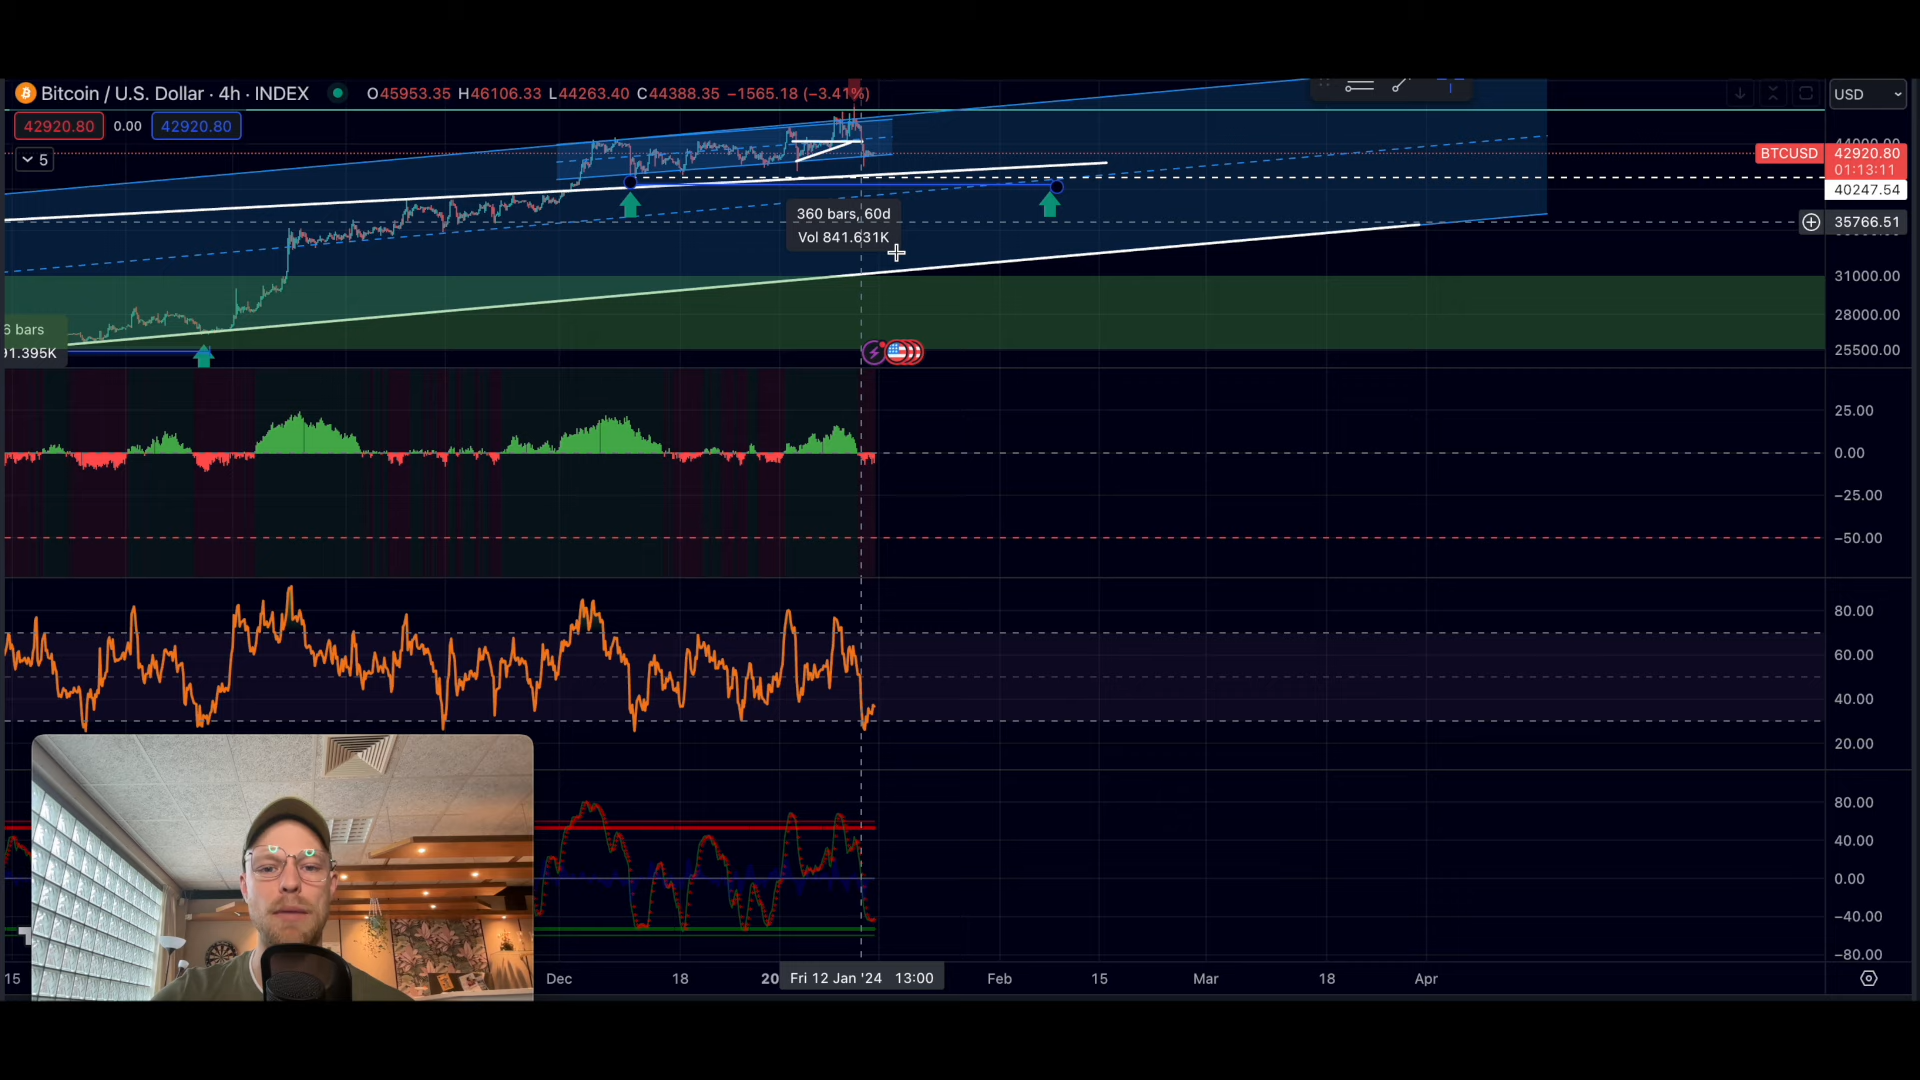 Bitcoin / U.S. Dollar · 4h · INDEX O45953.35 H46106.33 L44263.40 C44388.35 −1565.18 (−3.41%)
USD
42920.80 0.00 42920.80
5
BTCUSD 42920.80
01:13:11
40247.54
360 bars, 60d
Vol 841.631K
35766.51
31000.00
28000.00
6 bars
91.395K
25500.00
25.00
0.00
−25.00
−50.00
80.00
60.00
40.00
20.00
80.00
40.00
0.00
−40.00
−80.00
15 Dec 18 20 Fri 12 Jan '24 13:00 Feb 15 Mar 18 Apr